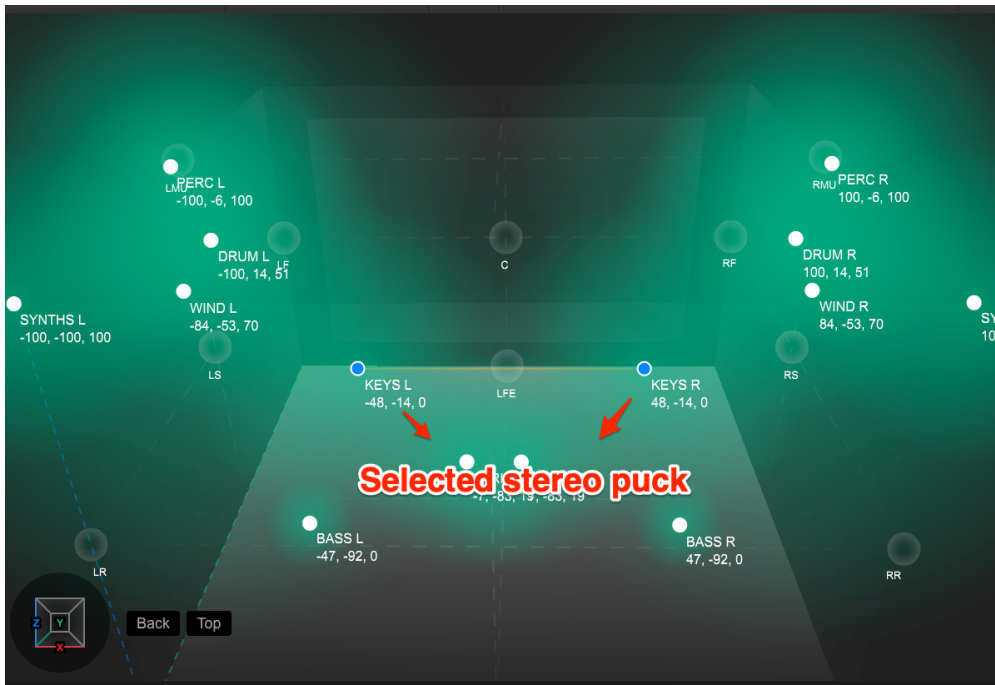 PERC L
LMU
-100, -6, 100
PERC R
RMU
100, -6, 100
DRUM L
LF
-100, 14, 51
C
RF
DRUM R
100, 14, 51
SYNTHS L
-100, -100, 100
WIND L
-84, -53, 70
WIND R
84, -53, 70
SY
10
LS
RS
KEYS L
-48, -14, 0
LFE
KEYS R
48, -14, 0
Selected stereo puck
BASS L
-47, -92, 0
BASS R
47, -92, 0
LR
RR
Z
Y
X
Back
Top